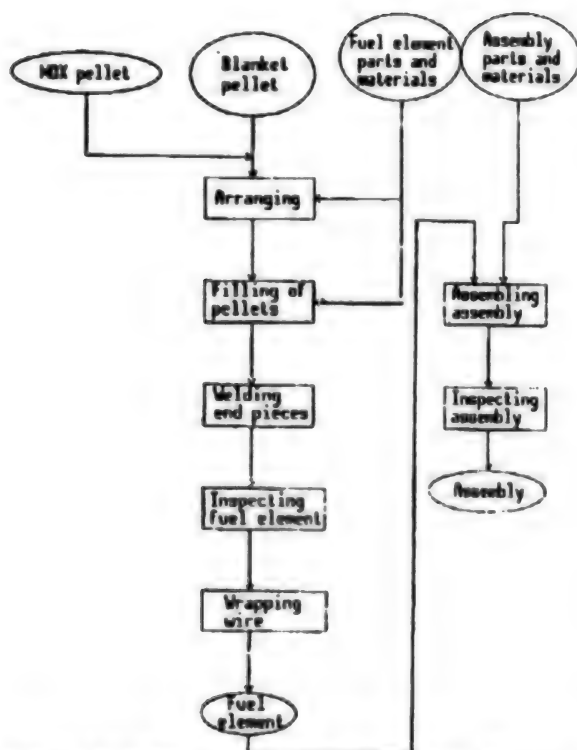 MOX pellet
Blanket
pellet
Fuel element
parts and
materials
Assembly
parts and
materials
Arranging
Filling of
pellets
Welding
end pieces
Inspecting
fuel element
Wrapping
wire
Fuel
element
Assembling
assembly
Inspecting
assembly
Assembly